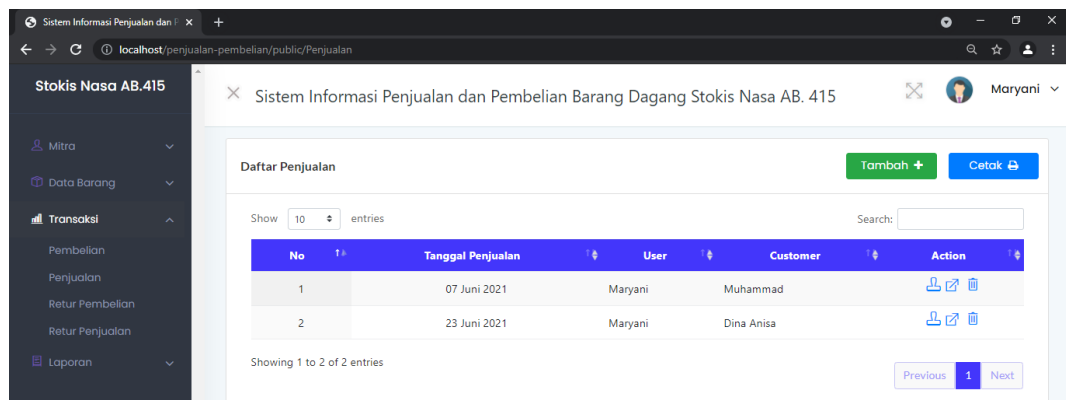 Sistem Informasi Penjualan dan P
localhost/penjualan-pembelian/public/Penjualan
Stokis Nasa AB.415
Sistem Informasi Penjualan dan Pembelian Barang Dagang Stokis Nasa AB. 415
Maryani
Mitra
Data Barang
Transaksi
Pembelian
Penjualan
Retur Pembelian
Retur Penjualan
Laporan
Daftar Penjualan
Tambah +
Cetak
Show 10 entries
Search:
No Tanggal Penjualan User Customer Action
1 07 Juni 2021 Maryani Muhammad
2 23 Juni 2021 Maryani Dina Anisa
Showing 1 to 2 of 2 entries
Previous 1 Next